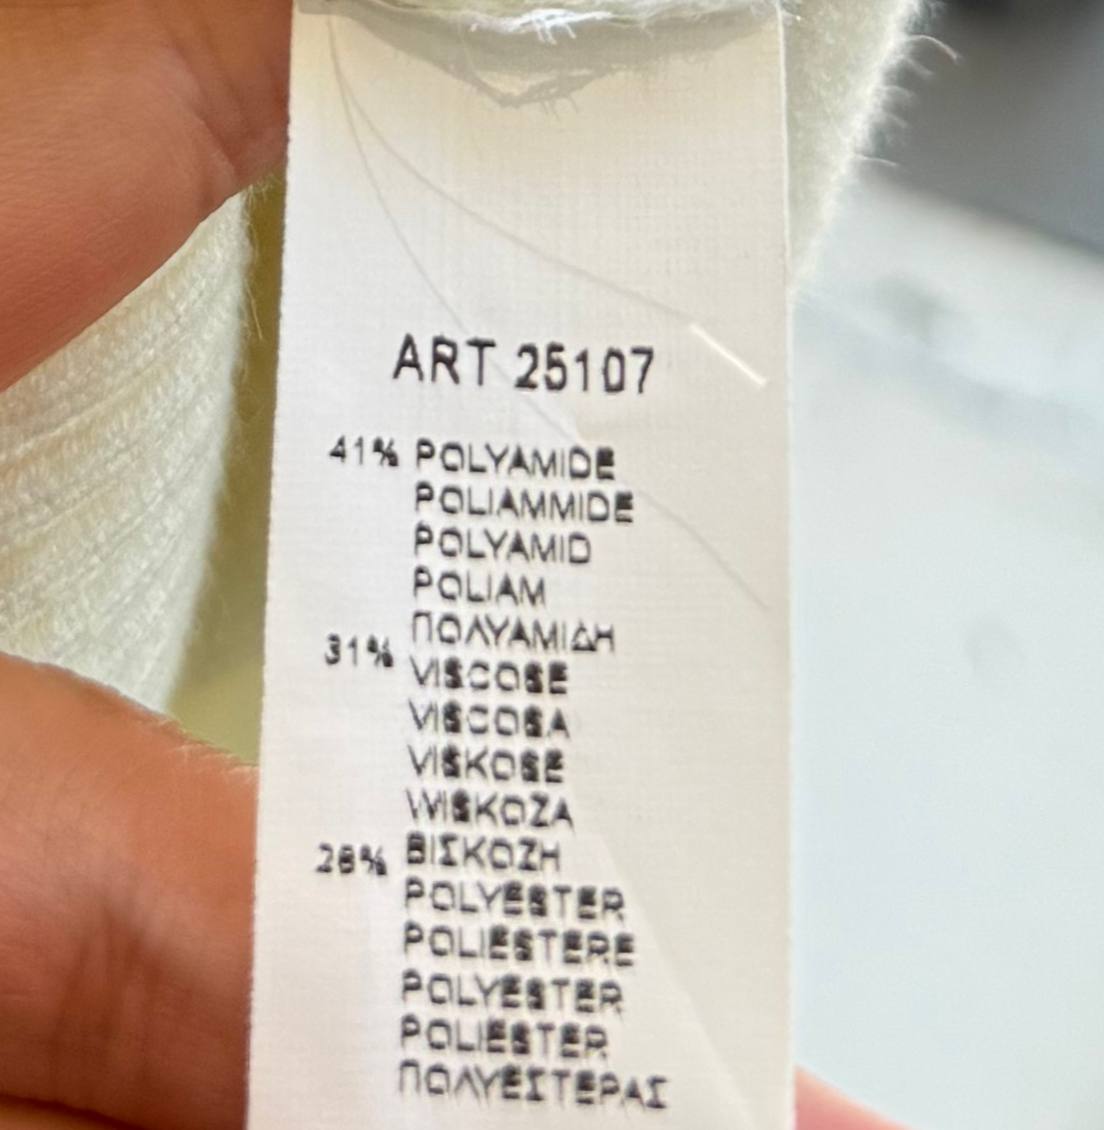 ART 25107
41% POLYAMIDE
POLIAMMIDE
POLYAMID
POLIAM
ΠΟΛΥΑΜΙΔΗ
31% VISCOSE
VISCOSA
VISKOSE
WISKOZA
ΒΙΣΚΟΖΗ
28% POLYESTER
POLIESTERE
POLYESTER
POLIESTER
ΠΟΛΥΕΣΤΕΡΑΣ